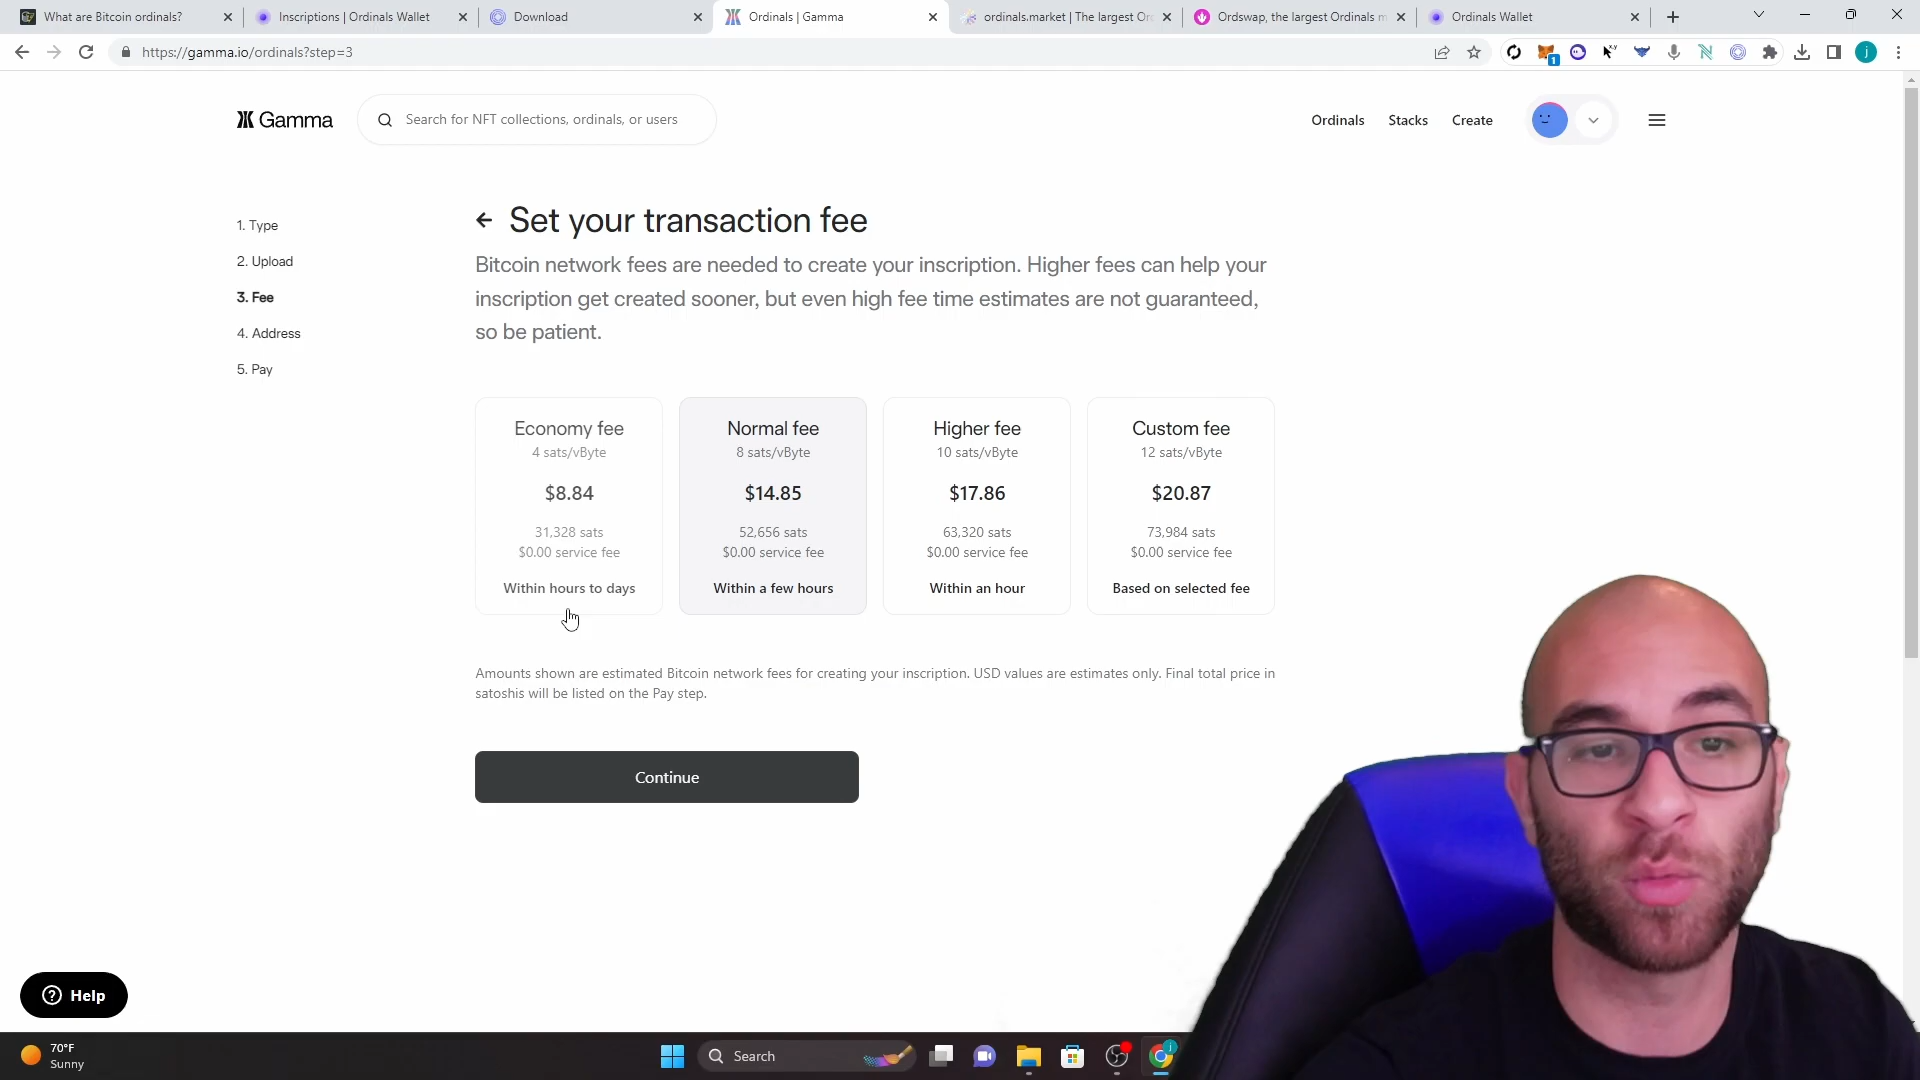 What are Bitcoin ordinals?
Inscriptions | Ordinals Wallet
Download
Ordinals | Gamma
ordinals.market | The largest Or
Ordswap, the largest Ordinals m
Ordinals Wallet
https://gamma.io/ordinals?step=3
1
j
Gamma
Search for NFT collections, ordinals, or users
Ordinals
Stacks
Create
1. Type
2. Upload
3. Fee
4. Address
5. Pay
Set your transaction fee
Bitcoin network fees are needed to create your inscription. Higher fees can help your
inscription get created sooner, but even high fee time estimates are not guaranteed,
so be patient.
Economy fee
4 sats/vByte
$8.84
31,328 sats
$0.00 service fee
Within hours to days
Normal fee
8 sats/vByte
$14.85
52,656 sats
$0.00 service fee
Within a few hours
Higher fee
10 sats/vByte
$17.86
63,320 sats
$0.00 service fee
Within an hour
Custom fee
12 sats/vByte
$20.87
73,984 sats
$0.00 service fee
Based on selected fee
Amounts shown are estimated Bitcoin network fees for creating your inscription. USD values are estimates only. Final total price in
satoshis will be listed on the Pay step.
Continue
Help
70°F
Sunny
Search